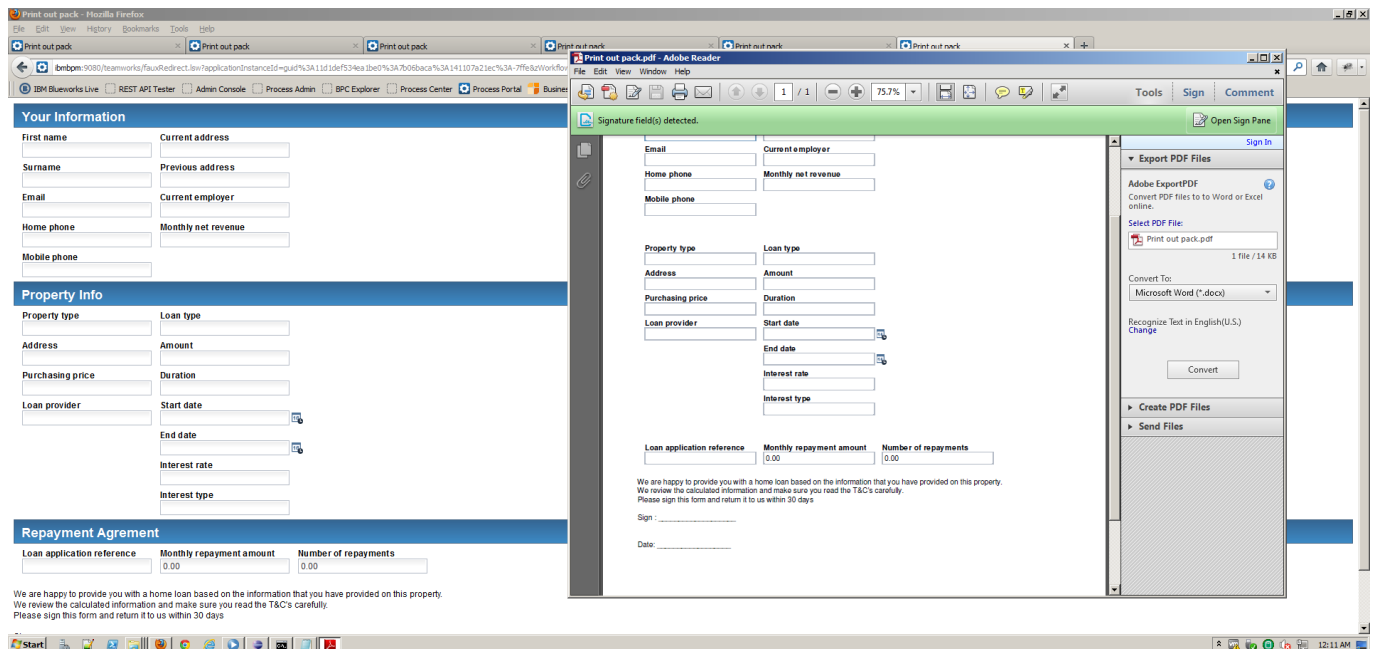 Print out pack - Mozilla Firefox
File Edit View History Bookmarks Tools Help
Print out pack Print out pack Print out pack Print out pack Print out pack Print out pack
ibmbpm:9080/teamworks/fauxRedirect.lsw?applicationInstanceId=guid%3A11d1def534ea1be0%3A7b06baca%3A141107a21ec%3A-7ffe&zWorkflow
IBM Blueworks Live REST API Tester Admin Console Process Admin BPC Explorer Process Center Process Portal Busines
Your Information
First name Current address
Surname Previous address
Email Current employer
Home phone Monthly net revenue
Mobile phone
Property Info
Property type Loan type
Address Amount
Purchasing price Duration
Loan provider Start date
End date
Interest rate
Interest type
Repayment Agrement
Loan application reference Monthly repayment amount Number of repayments
0.00 0.00
We are happy to provide you with a home loan based on the information that you have provided on this property.
We review the calculated information and make sure you read the T&C's carefully.
Please sign this form and return it to us within 30 days
Print out pack.pdf - Adobe Reader
File Edit View Window Help
1 / 1 75.7% Tools Sign Comment
Signature field(s) detected. Open Sign Pane
Email Current employer
Home phone Monthly net revenue
Mobile phone
Property type Loan type
Address Amount
Purchasing price Duration
Loan provider Start date
End date
Interest rate
Interest type
Loan application reference Monthly repayment amount Number of repayments
0.00 0.00
We are happy to provide you with a home loan based on the information that you have provided on this property.
We review the calculated information and make sure you read the T&C's carefully.
Please sign this form and return it to us within 30 days
Sign : ____________________
Date: ____________________
Sign In
Export PDF Files
Adobe ExportPDF
Convert PDF files to to Word or Excel
online.
Select PDF File:
Print out pack.pdf
1 file / 14 KB
Convert To:
Microsoft Word (*.docx)
Recognize Text in English(U.S.)
Change
Convert
Create PDF Files
Send Files
Start 12:11 AM